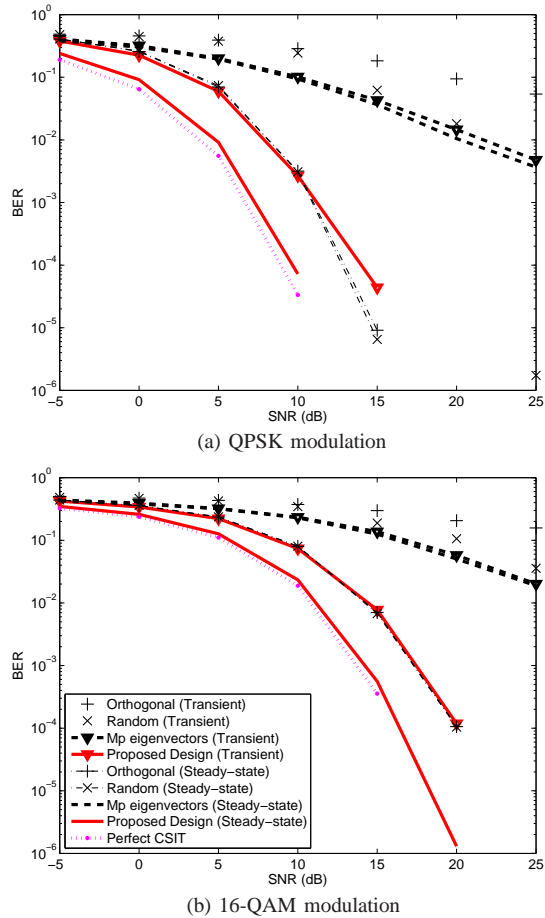 10^0
10^-1
10^-2
10^-3
10^-4
10^-5
10^-6
BER
−5 0 5 10 15 20 25
SNR (dB)
(a) QPSK modulation
10^0
10^-1
10^-2
10^-3
10^-4
10^-5
10^-6
BER
Orthogonal (Transient)
Random (Transient)
Mp eigenvectors (Transient)
Proposed Design (Transient)
Orthogonal (Steady−state)
Random (Steady−state)
Mp eigenvectors (Steady−state)
Proposed Design (Steady−state)
Perfect CSIT
−5 0 5 10 15 20 25
SNR (dB)
(b) 16-QAM modulation